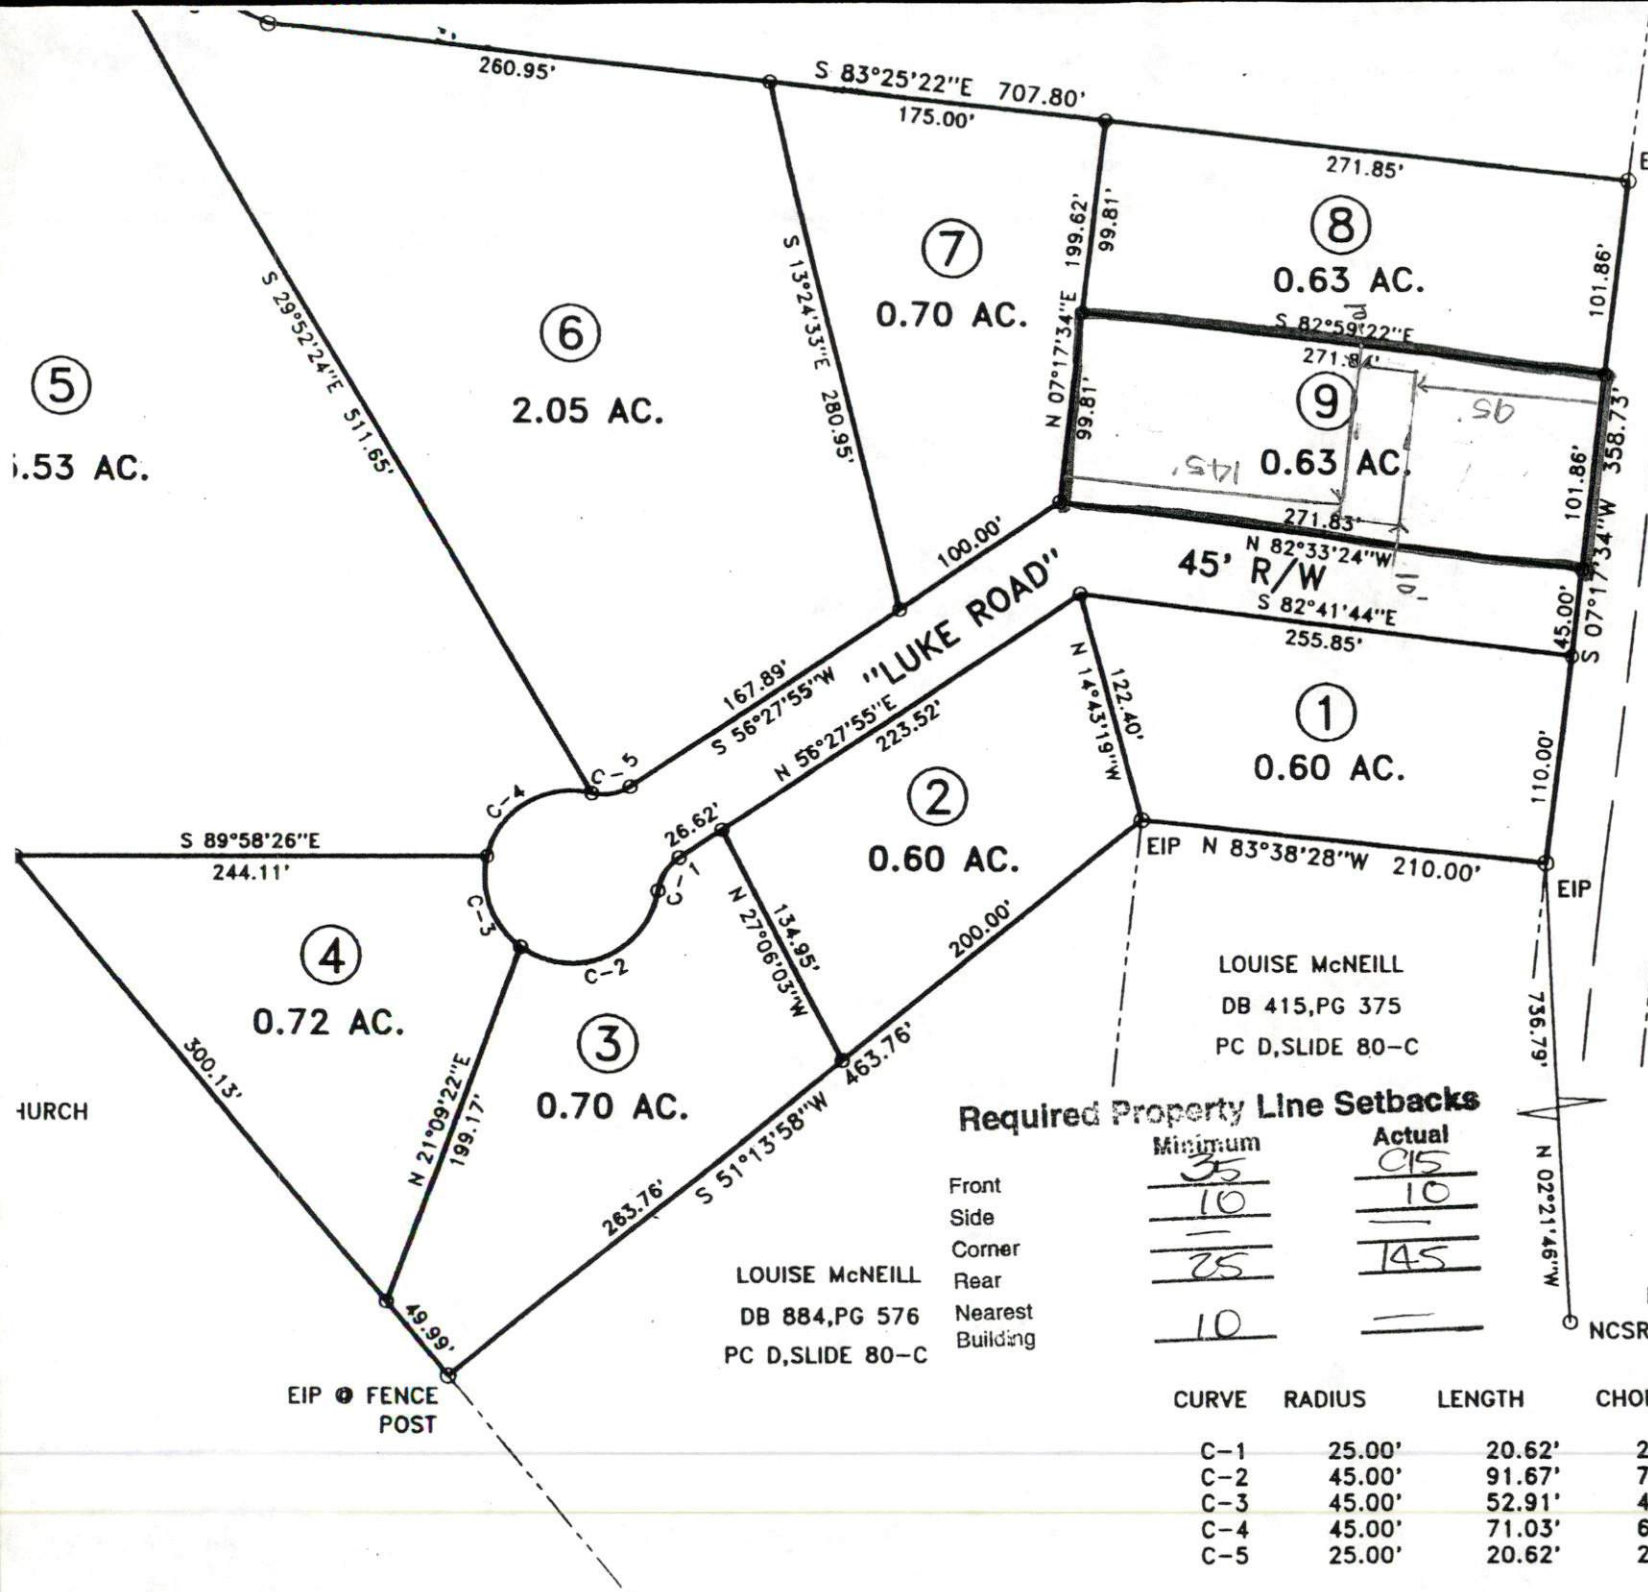 260.95'
S 83°25'22"E 707.80'
175.00'
271.85'
E
S 29°52'24"E 511.65'
S 13°24'33"E 280.95'
N 07°17'34"E 199.62'
99.81'
99.81'
101.86'
101.86'
S 07°17'34"W 358.73'
45.00'
5
.53 AC.
6
2.05 AC.
7
0.70 AC.
8
0.63 AC.
S 82°59'22"E
9
0.63 AC.
145'
271.83'
N 82°33'24"W
10'
45' R/W
S 82°41'44"E
255.85'
100.00'
"LUKE ROAD"
167.89'
S 56°27'55"W
N 56°27'55"E
223.52'
26.62'
N 14°43'19"W
122.40'
1
0.60 AC.
110.00'
EIP N 83°38'28"W 210.00'
EIP
2
0.60 AC.
C-5
C-4
C-1
C-3
C-2
S 89°58'26"E
244.11'
N 27°06'03"W
134.95'
200.00'
463.76'
S 51°13'58"W
263.76'
4
0.72 AC.
300.13'
3
0.70 AC.
N 21°09'22"E
199.17'
49.99'
HURCH
EIP @ FENCE
POST
LOUISE McNEILL
DB 415,PG 375
PC D,SLIDE 80-C
736.79'
N 02°21'46"W
NCSR
LOUISE McNEILL
DB 884,PG 576
PC D,SLIDE 80-C
Required Property Line Setbacks
Minimum Actual
Front 35
Side 10 10
Corner — —
Rear 25 145
Nearest
Building 10 —
CURVE RADIUS LENGTH CHO
C-1 25.00' 20.62' 2
C-2 45.00' 91.67' 7
C-3 45.00' 52.91' 4
C-4 45.00' 71.03' 6
C-5 25.00' 20.62' 2